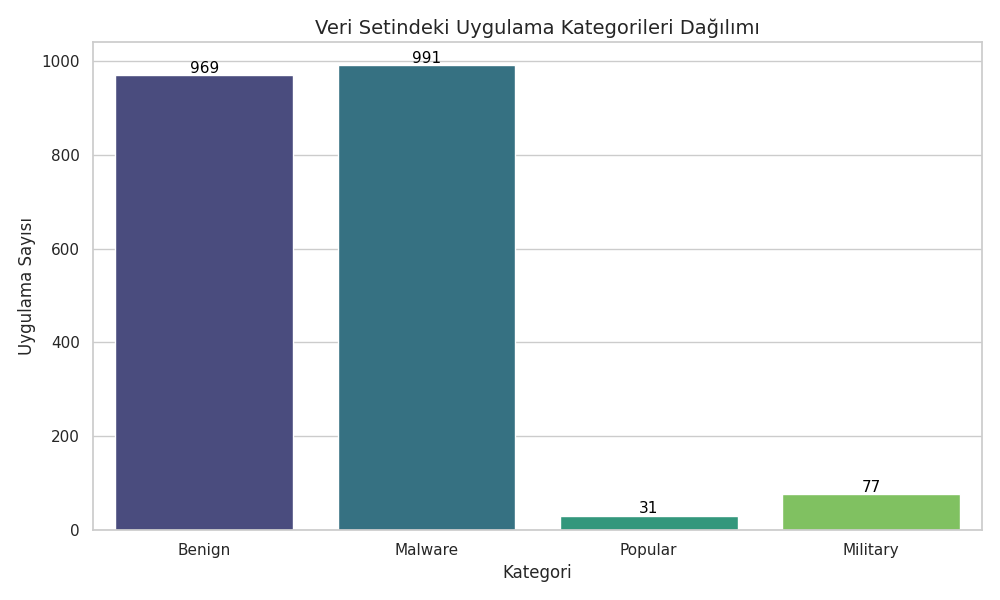 Veri Setindeki Uygulama Kategorileri Dağılımı
Uygulama Sayısı
1000
800
600
400
200
0
969
991
31
77
Benign
Malware
Popular
Military
Kategori